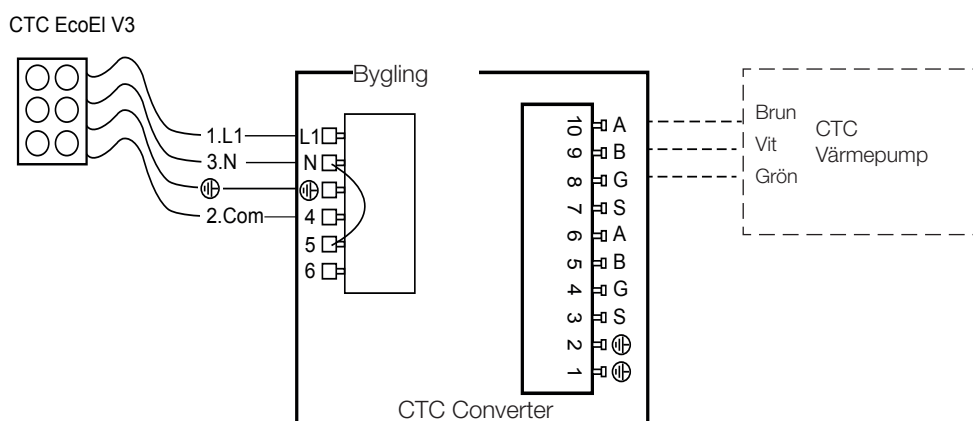 CTC EcoEl V3
Bygling
1.L1
3.N
2.Com
L1
N
4
5
6
10 A
9 B
8 G
7 S
6 A
5 B
4 G
3 S
2
1
Brun
Vit
Grön
CTC
Värmepump
CTC Converter